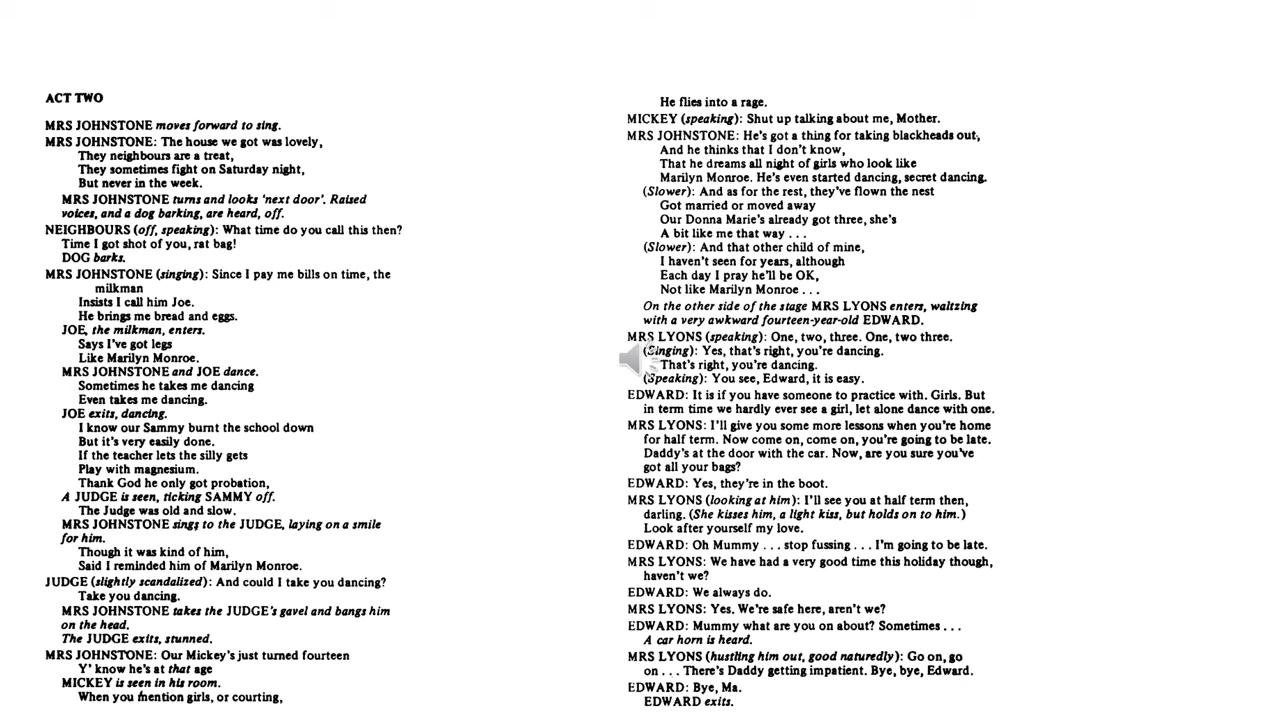 ACT TWO
MRS JOHNSTONE moves forward to sing.
MRS JOHNSTONE: The house we got was lovely,
They neighbours are a treat,
They sometimes fight on Saturday night,
But never in the week.
MRS JOHNSTONE turns and looks 'next door'. Raised
voices, and a dog barking, are heard, off.
NEIGHBOURS (off, speaking): What time do you call this then?
Time I got shot of you, rat bag!
DOG barks.
MRS JOHNSTONE (singing): Since I pay me bills on time, the
milkman
Insists I call him Joe.
He brings me bread and eggs.
JOE, the milkman, enters.
Says I've got legs
Like Marilyn Monroe.
MRS JOHNSTONE and JOE dance.
Sometimes he takes me dancing
Even takes me dancing.
JOE exits, dancing.
I know our Sammy burnt the school down
But it's very easily done.
If the teacher lets the silly gets
Play with magnesium.
Thank God he only got probation,
A JUDGE is seen, ticking SAMMY off.
The Judge was old and slow.
MRS JOHNSTONE sings to the JUDGE, laying on a smile
for him.
Though it was kind of him,
Said I reminded him of Marilyn Monroe.
JUDGE (slightly scandalized): And could I take you dancing?
Take you dancing.
MRS JOHNSTONE takes the JUDGE's gavel and bangs him
on the head.
The JUDGE exits, stunned.
MRS JOHNSTONE: Our Mickey's just turned fourteen
Y' know he's at that age
MICKEY is seen in his room.
When you mention girls, or courting,
He flies into a rage.
MICKEY (speaking): Shut up talking about me, Mother.
MRS JOHNSTONE: He's got a thing for taking blackheads out,
And he thinks that I don't know,
That he dreams all night of girls who look like
Marilyn Monroe. He's even started dancing, secret dancing.
(Slower): And as for the rest, they've flown the nest
Got married or moved away
Our Donna Marie's already got three, she's
A bit like me that way . . .
(Slower): And that other child of mine,
I haven't seen for years, although
Each day I pray he'll be OK,
Not like Marilyn Monroe . . .
On the other side of the stage MRS LYONS enters, waltzing
with a very awkward fourteen-year-old EDWARD.
MRS LYONS (speaking): One, two, three. One, two three.
(Singing): Yes, that's right, you're dancing.
That's right, you're dancing.
(Speaking): You see, Edward, it is easy.
EDWARD: It is if you have someone to practice with. Girls. But
in term time we hardly ever see a girl, let alone dance with one.
MRS LYONS: I'll give you some more lessons when you're home
for half term. Now come on, come on, you're going to be late.
Daddy's at the door with the car. Now, are you sure you've
got all your bags?
EDWARD: Yes, they're in the boot.
MRS LYONS (looking at him): I'll see you at half term then,
darling. (She kisses him, a light kiss, but holds on to him.)
Look after yourself my love.
EDWARD: Oh Mummy . . . stop fussing . . . I'm going to be late.
MRS LYONS: We have had a very good time this holiday though,
haven't we?
EDWARD: We always do.
MRS LYONS: Yes. We're safe here, aren't we?
EDWARD: Mummy what are you on about? Sometimes . . .
A car horn is heard.
MRS LYONS (hustling him out, good naturedly): Go on, go
on . . . There's Daddy getting impatient. Bye, bye, Edward.
EDWARD: Bye, Ma.
EDWARD exits.